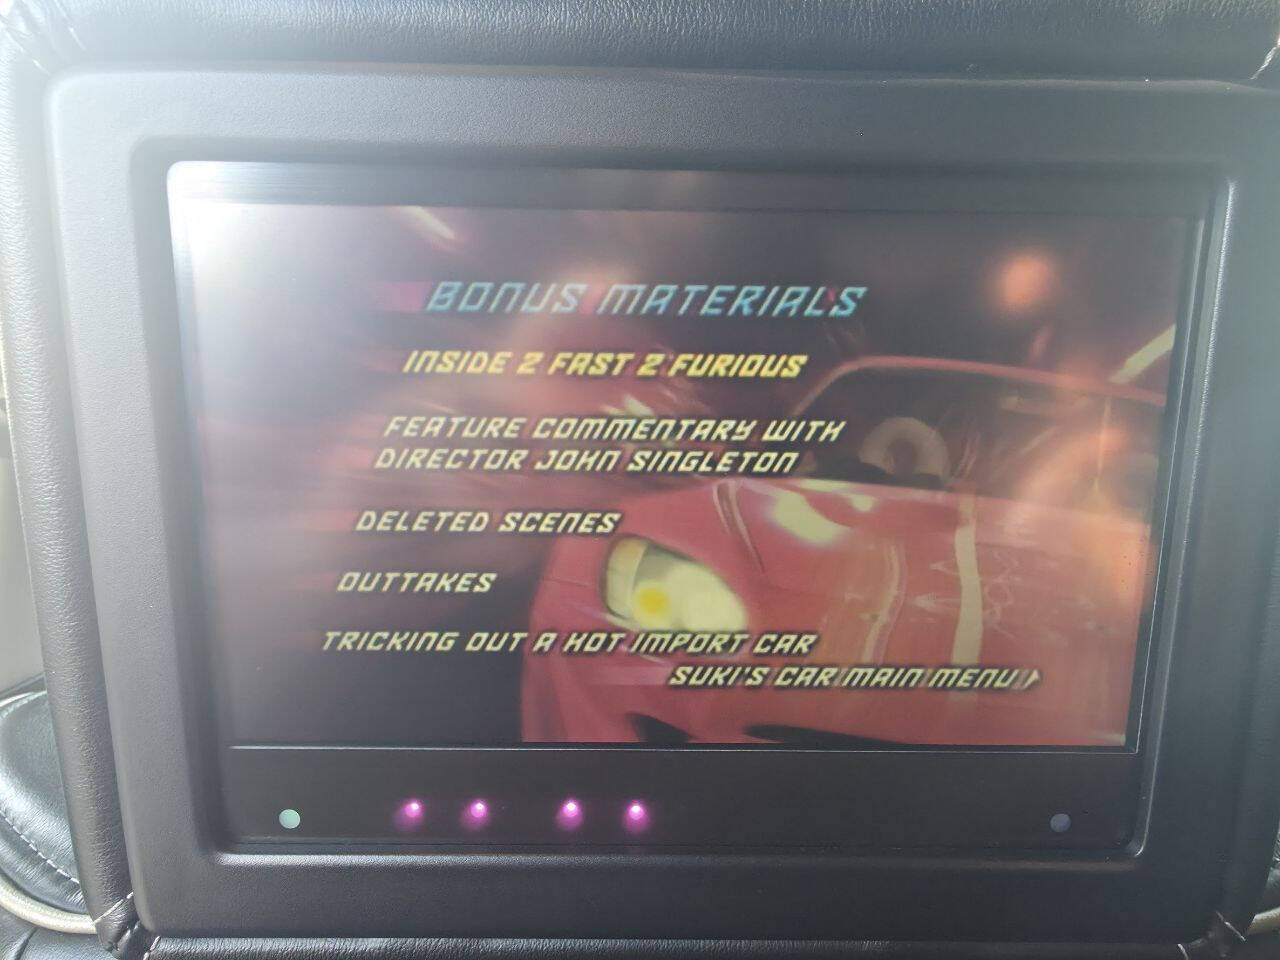 BONUS MATERIALS
INSIDE 2 FAST 2 FURIOUS
FEATURE COMMENTARY WITH
DIRECTOR JOHN SINGLETON
DELETED SCENES
OUTTAKES
TRICKING OUT A HOT IMPORT CAR
SUKI'S CAR MAIN MENU